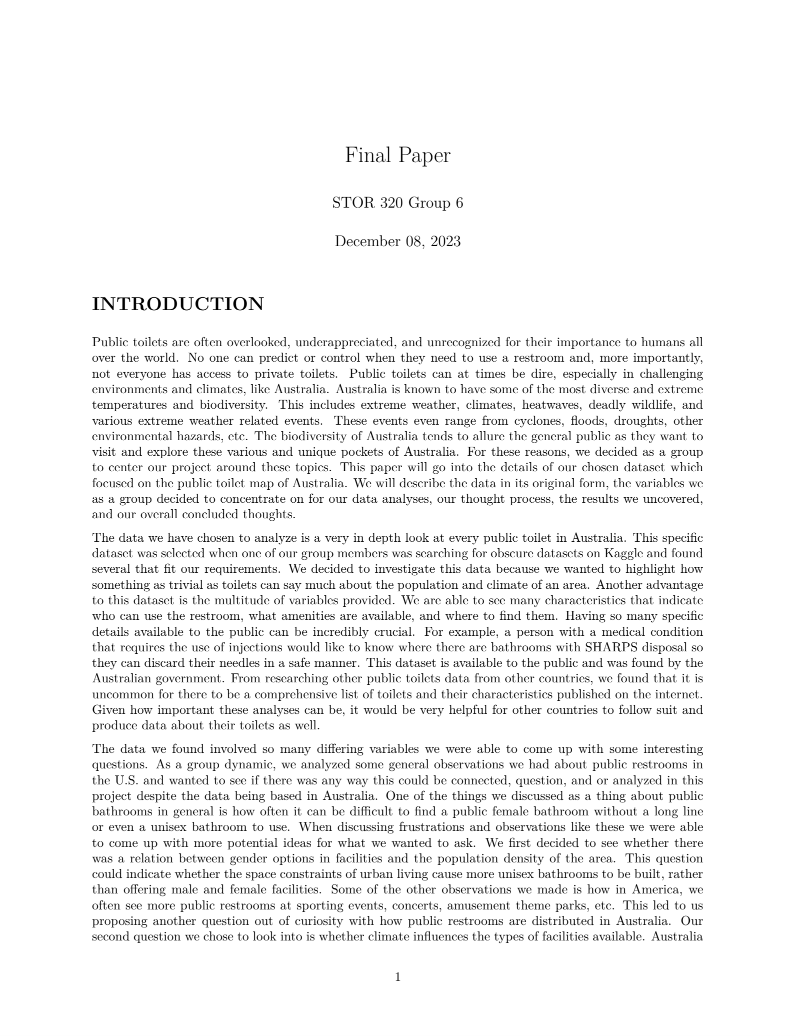 Final Paper
STOR 320 Group 6
December 08, 2023
INTRODUCTION
Public toilets are often overlooked, underappreciated, and unrecognized for their importance to humans all
over the world. No one can predict or control when they need to use a restroom and, more importantly,
not everyone has access to private toilets. Public toilets can at times be dire, especially in challenging
environments and climates, like Australia. Australia is known to have some of the most diverse and extreme
temperatures and biodiversity. This includes extreme weather, climates, heatwaves, deadly wildlife, and
various extreme weather related events. These events even range from cyclones, floods, droughts, other
environmental hazards, etc. The biodiversity of Australia tends to allure the general public as they want to
visit and explore these various and unique pockets of Australia. For these reasons, we decided as a group
to center our project around these topics. This paper will go into the details of our chosen dataset which
focused on the public toilet map of Australia. We will describe the data in its original form, the variables we
as a group decided to concentrate on for our data analyses, our thought process, the results we uncovered,
and our overall concluded thoughts.
The data we have chosen to analyze is a very in depth look at every public toilet in Australia. This specific
dataset was selected when one of our group members was searching for obscure datasets on Kaggle and found
several that fit our requirements. We decided to investigate this data because we wanted to highlight how
something as trivial as toilets can say much about the population and climate of an area. Another advantage
to this dataset is the multitude of variables provided. We are able to see many characteristics that indicate
who can use the restroom, what amenities are available, and where to find them. Having so many specific
details available to the public can be incredibly crucial. For example, a person with a medical condition
that requires the use of injections would like to know where there are bathrooms with SHARPS disposal so
they can discard their needles in a safe manner. This dataset is available to the public and was found by the
Australian government. From researching other public toilets data from other countries, we found that it is
uncommon for there to be a comprehensive list of toilets and their characteristics published on the internet.
Given how important these analyses can be, it would be very helpful for other countries to follow suit and
produce data about their toilets as well.
The data we found involved so many differing variables we were able to come up with some interesting
questions. As a group dynamic, we analyzed some general observations we had about public restrooms in
the U.S. and wanted to see if there was any way this could be connected, question, and or analyzed in this
project despite the data being based in Australia. One of the things we discussed as a thing about public
bathrooms in general is how often it can be difficult to find a public female bathroom without a long line
or even a unisex bathroom to use. When discussing frustrations and observations like these we were able
to come up with more potential ideas for what we wanted to ask. We first decided to see whether there
was a relation between gender options in facilities and the population density of the area. This question
could indicate whether the space constraints of urban living cause more unisex bathrooms to be built, rather
than offering male and female facilities. Some of the other observations we made is how in America, we
often see more public restrooms at sporting events, concerts, amusement theme parks, etc. This led to us
proposing another question out of curiosity with how public restrooms are distributed in Australia. Our
second question we chose to look into is whether climate influences the types of facilities available. Australia
1